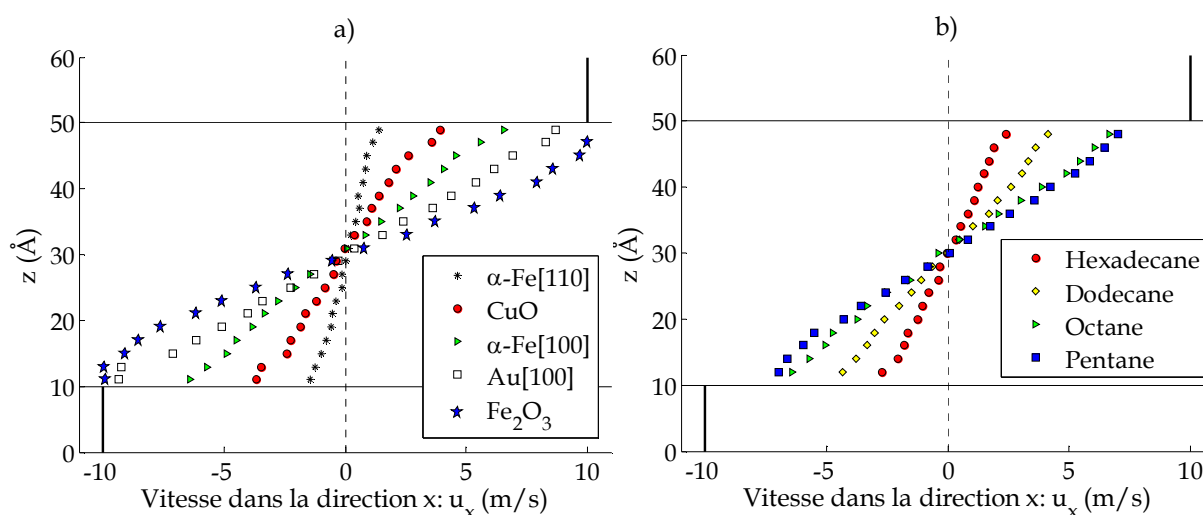 a)
z (Å)
60
50
40
30
20
10
0
-10
-5
0
5
10
Vitesse dans la direction x: uₓ (m/s)
α-Fe[110]
CuO
α-Fe[100]
Au[100]
Fe₂O₃
b)
z (Å)
60
50
40
30
20
10
0
-10
-5
0
5
10
Vitesse dans la direction x: uₓ (m/s)
Hexadecane
Dodecane
Octane
Pentane